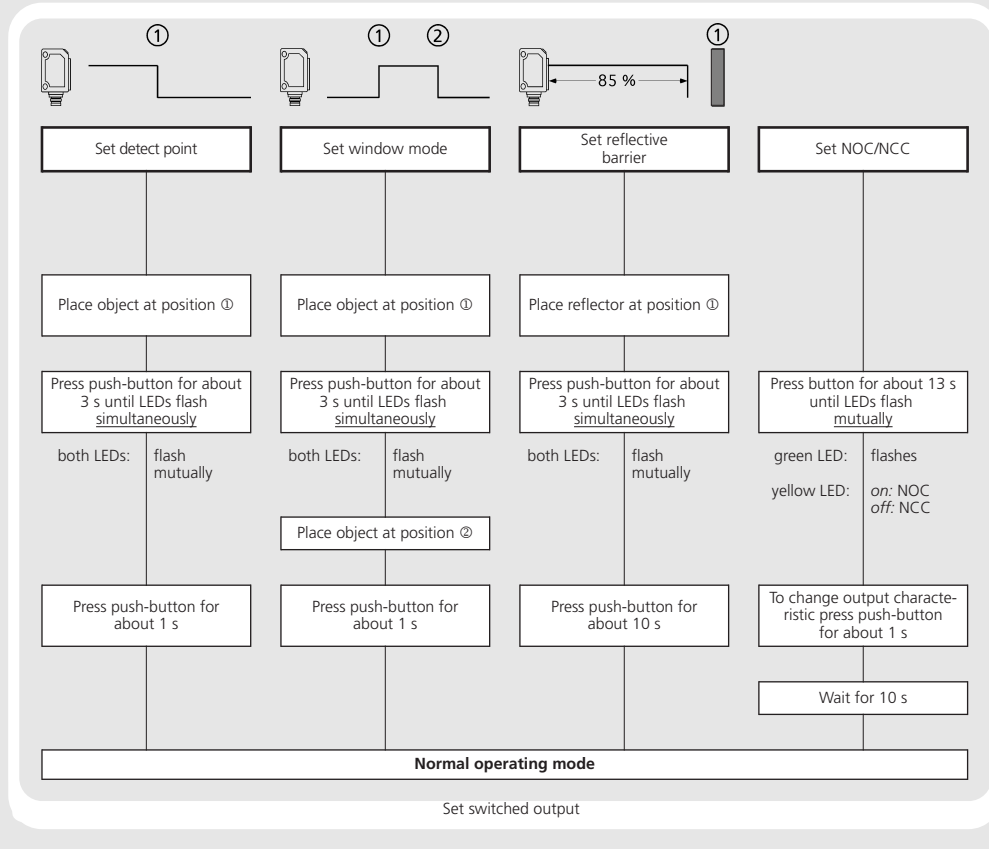 ① ① ② ①
85 %
Set detect point
Set window mode
Set reflective
barrier
Set NOC/NCC
Place object at position ①
Place object at position ①
Place reflector at position ①
Press push-button for about
3 s until LEDs flash
simultaneously
Press push-button for about
3 s until LEDs flash
simultaneously
Press push-button for about
3 s until LEDs flash
simultaneously
Press button for about 13 s
until LEDs flash
mutually
both LEDs: flash
mutually
both LEDs: flash
mutually
both LEDs: flash
mutually
green LED: flashes
yellow LED: on: NOC
off: NCC
Place object at position ②
Press push-button for
about 1 s
Press push-button for
about 1 s
Press push-button for
about 10 s
To change output characte-
ristic press push-button
for about 1 s
Wait for 10 s
Normal operating mode
Set switched output